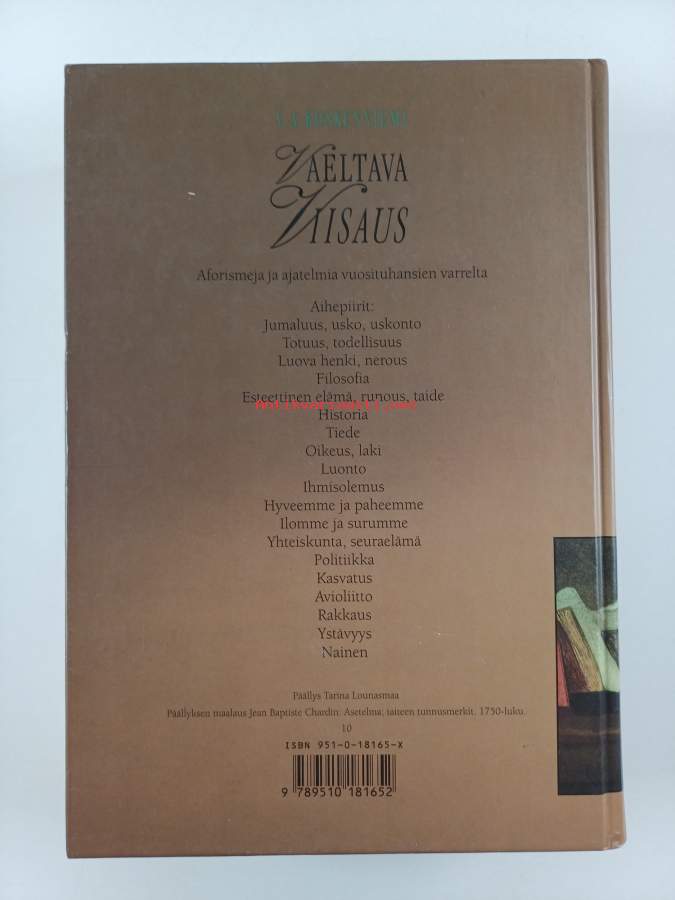 V. A. KOSKENNIEMI
VAELTAVA
VIISAUS
Aforismeja ja ajatelmia vuosituhansien varrelta
Aihepiirit:
Jumaluus, usko, uskonto
Totuus, todellisuus
Luova henki, nerous
Filosofia
Esteettinen elämä, runous, taide
Historia
Tiede
Oikeus, laki
Luonto
Ihmisolemus
Hyveemme ja paheemme
Ilomme ja surumme
Yhteiskunta, seuraelämä
Politiikka
Kasvatus
Avioliitto
Rakkaus
Ystävyys
Nainen
Päällys Tarina Lounasmaa
Päällyksen maalaus Jean Baptiste Chardin: Asetelma; taiteen tunnusmerkit. 1750-luku.
10
ISBN 951-0-18165-X
9 789510 181652